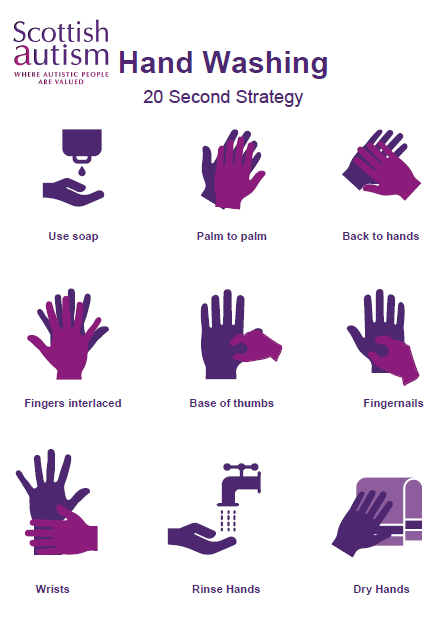 Scottish
autism
WHERE AUTISTIC PEOPLE
ARE VALUED
Hand Washing
20 Second Strategy
Use soap
Palm to palm
Back to hands
Fingers interlaced
Base of thumbs
Fingernails
Wrists
Rinse Hands
Dry Hands